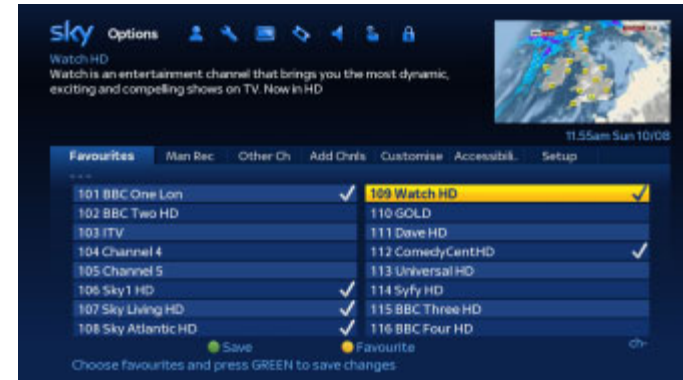 sky Options
Watch HD
Watch is an entertainment channel that brings you the most dynamic,
exciting and compelling shows on TV. Now in HD
11.55am Sun 10/08
Favourites Man Rec Other Ch Add Chnls Customise Accessibili.. Setup
---
101 BBC One Lon
102 BBC Two HD
103 ITV
104 Channel 4
105 Channel 5
106 Sky1 HD
107 Sky Living HD
108 Sky Atlantic HD
109 Watch HD
110 GOLD
111 Dave HD
112 ComedyCentHD
113 Universal HD
114 Syfy HD
115 BBC Three HD
116 BBC Four HD
Save Favourite ch-
Choose favourites and press GREEN to save changes